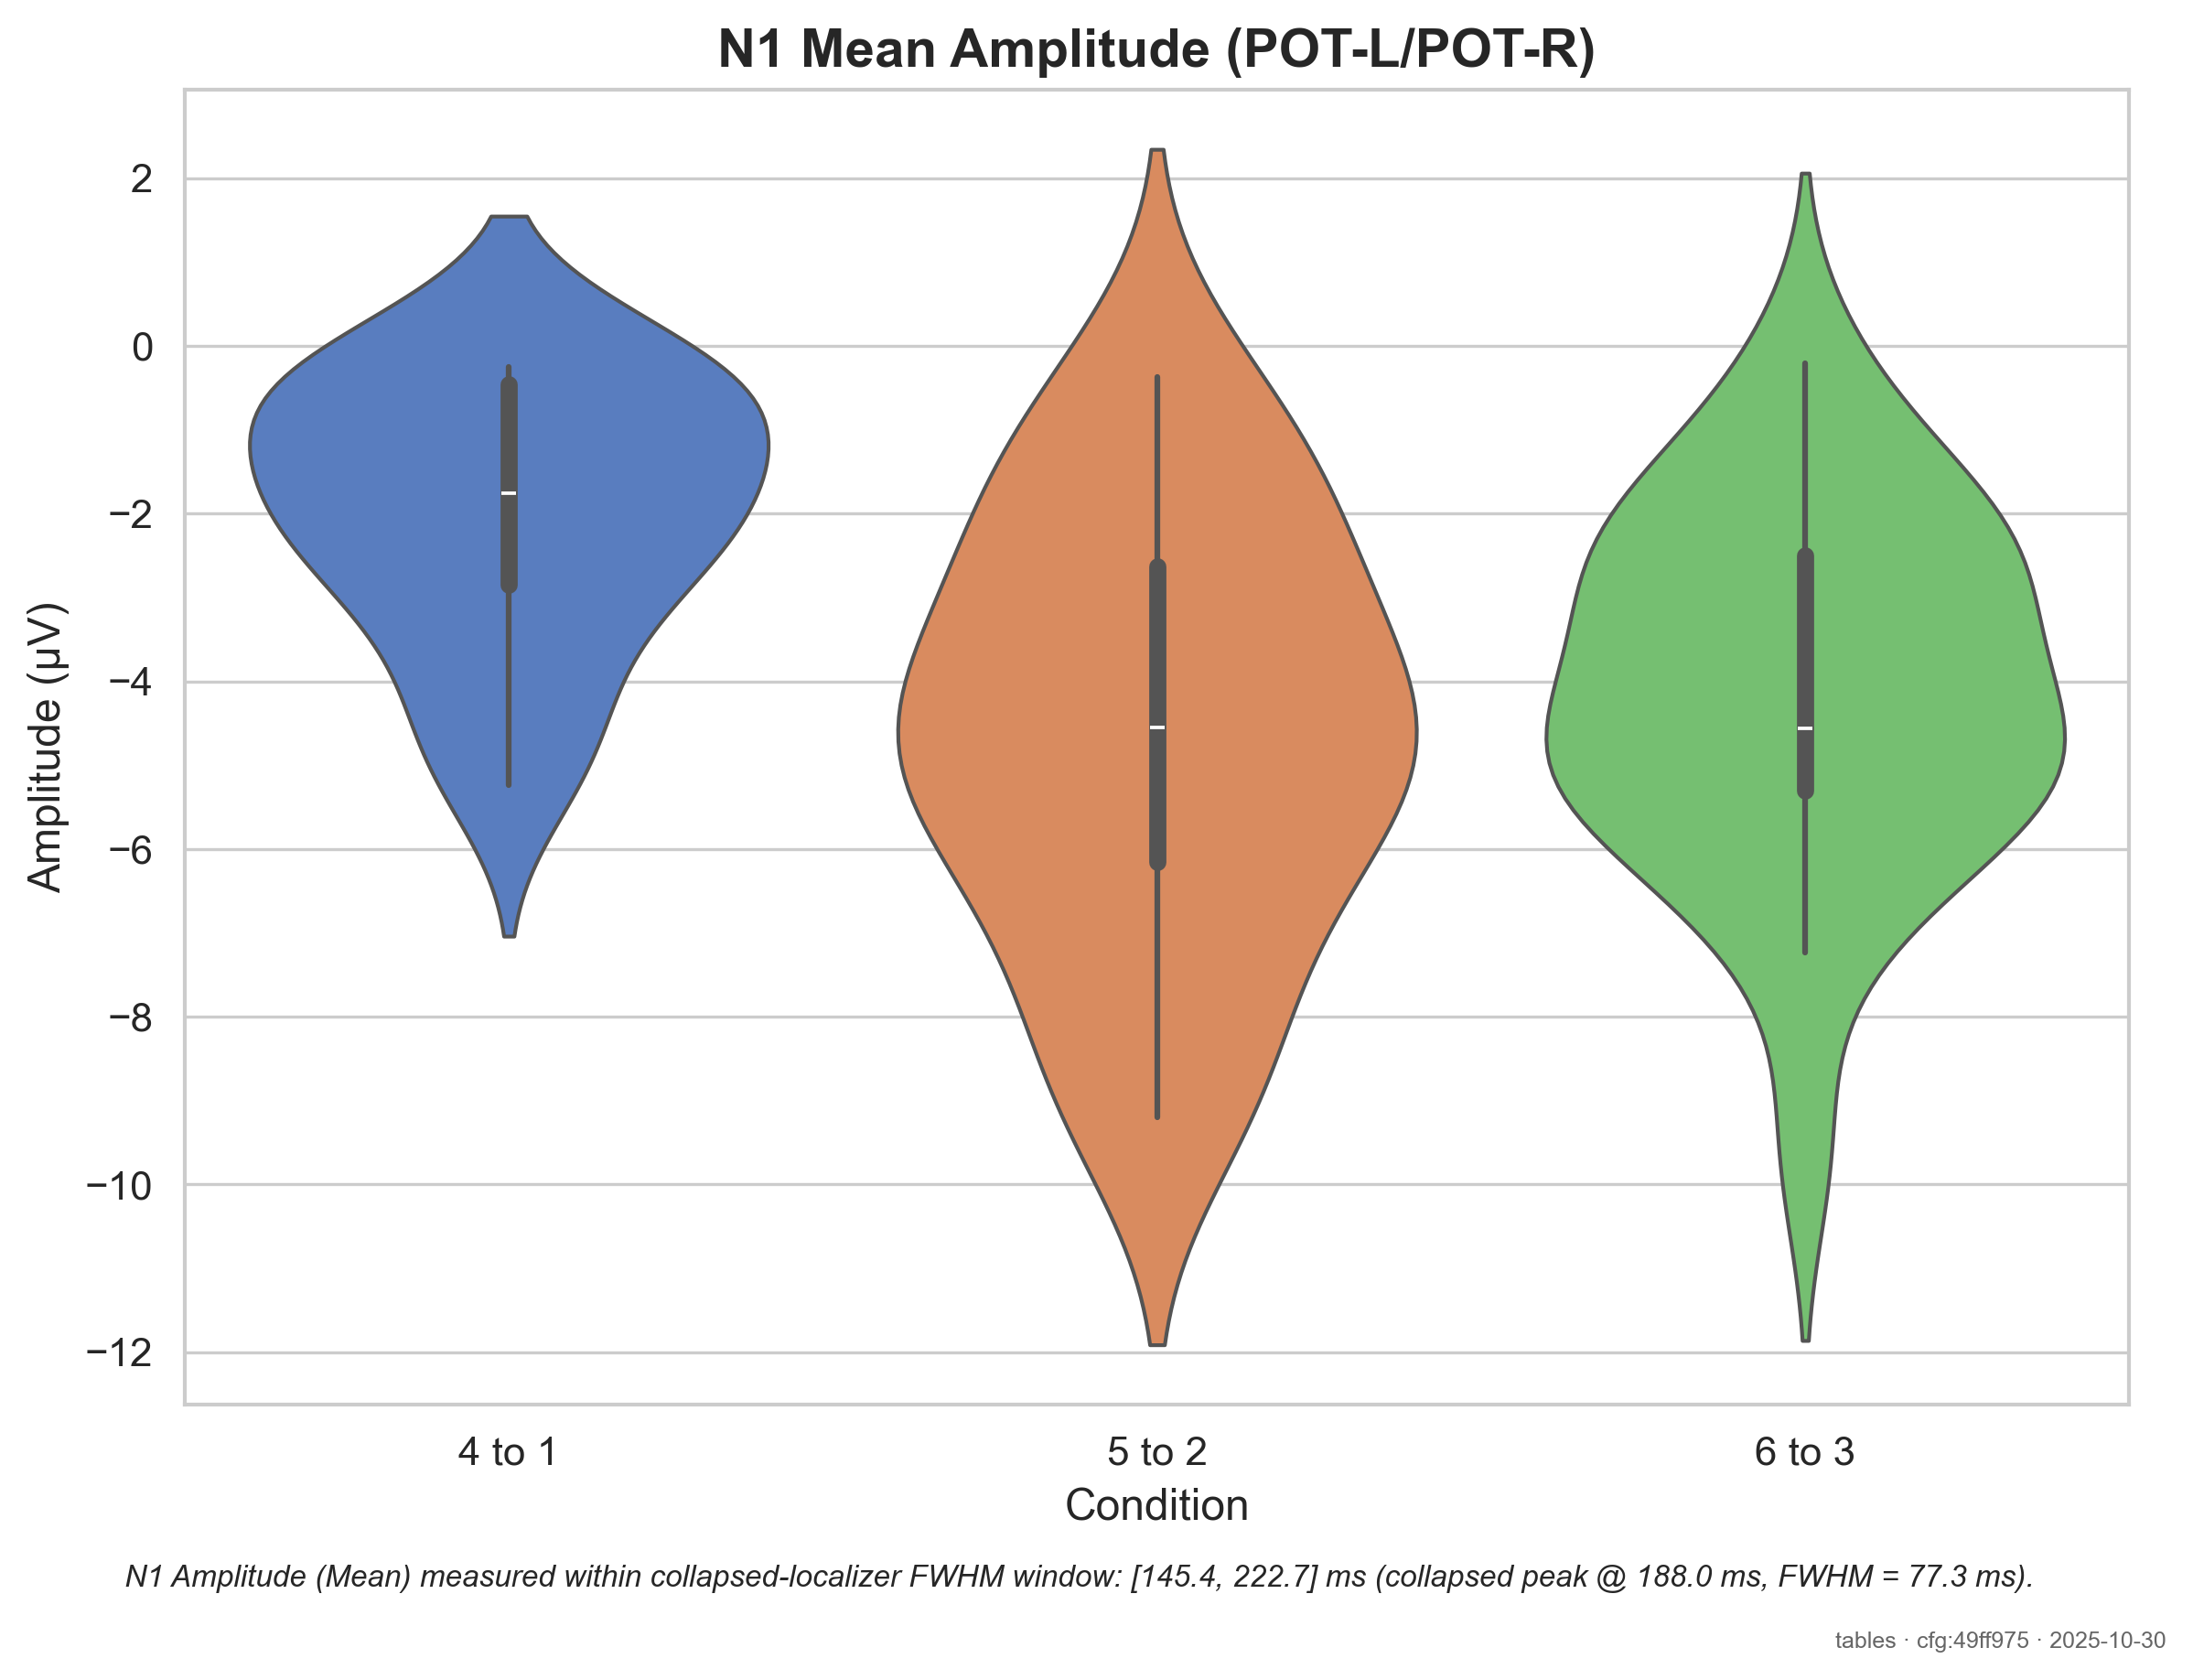 N1 Mean Amplitude (POT-L/POT-R)
Amplitude (µV)
2
0
−2
−4
−6
−8
−10
−12
4 to 1
5 to 2
6 to 3
Condition
N1 Amplitude (Mean) measured within collapsed-localizer FWHM window: [145.4, 222.7] ms (collapsed peak @ 188.0 ms, FWHM = 77.3 ms).
tables · cfg:49ff975 · 2025-10-30